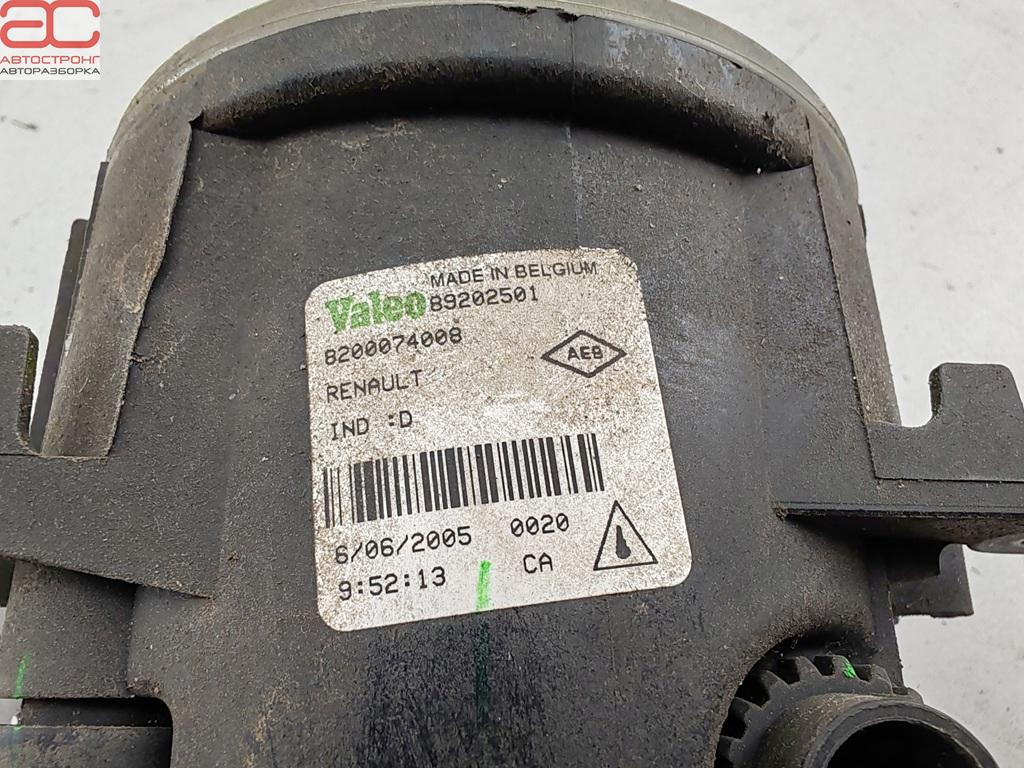 АС
АВТОСТРОНГ
АВТОРАЗБОРКА
MADE IN BELGIUM
Valeo 89202501
8200074008
RENAULT
AE9
IND :D
6/06/2005 0020
9:52:13 CA